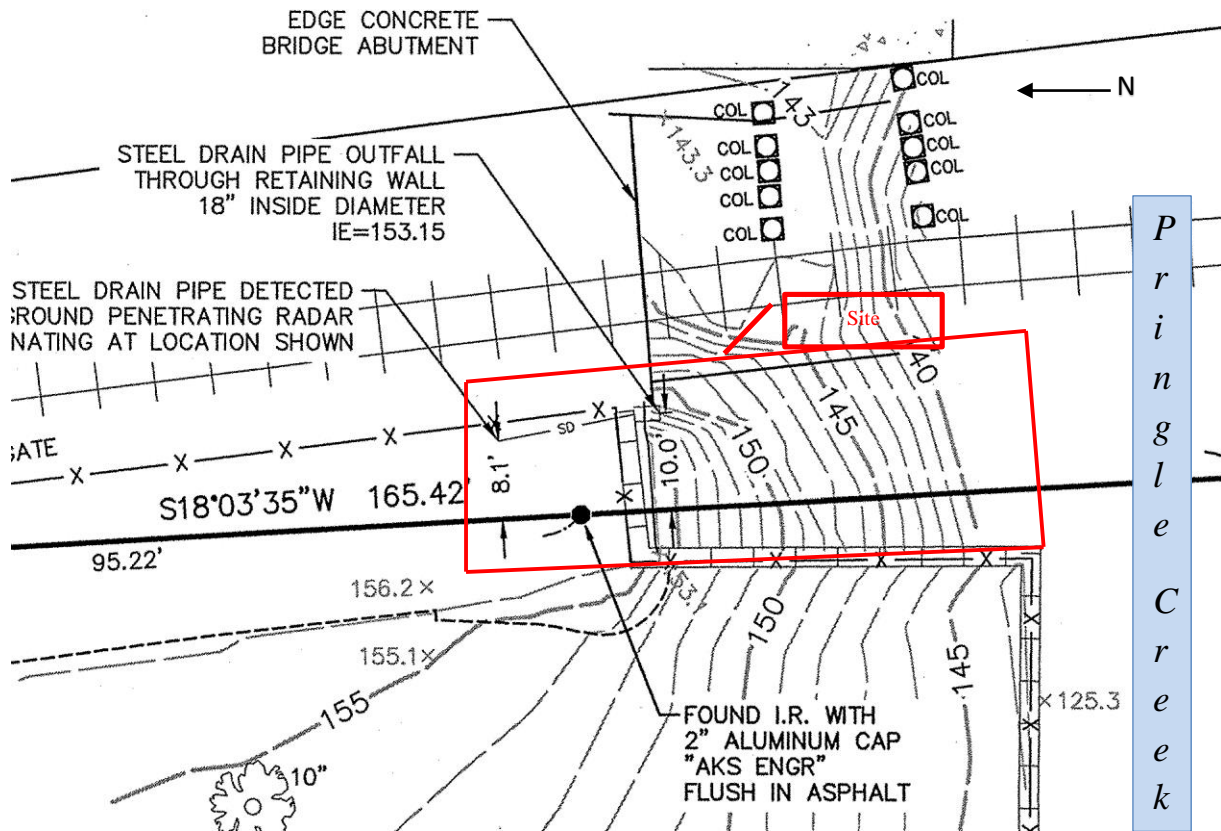 EDGE CONCRETE
BRIDGE ABUTMENT
N
COL
COL
COL
COL
COL
COL
COL
COL
COL
COL
143
×143.3
STEEL DRAIN PIPE OUTFALL
THROUGH RETAINING WALL
18" INSIDE DIAMETER
IE=153.15
STEEL DRAIN PIPE DETECTED
GROUND PENETRATING RADAR
NATING AT LOCATION SHOWN
Site
Pringle Creek
140
145
150
GATE
SD
8.1'
10.0'
S18°03'35"W 165.42'
95.22'
156.2×
155.1×
155
150
145
×125.3
10"
FOUND I.R. WITH
2" ALUMINUM CAP
"AKS ENGR"
FLUSH IN ASPHALT